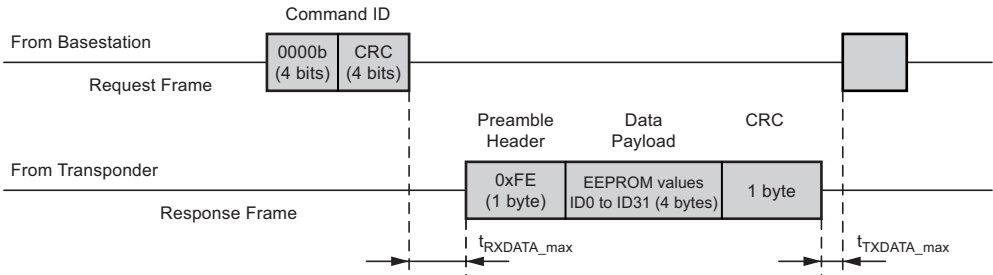 Command ID
From Basestation
0000b
(4 bits)
CRC
(4 bits)
Request Frame
Preamble
Header
Data
Payload
CRC
From Transponder
0xFE
(1 byte)
EEPROM values
ID0 to ID31 (4 bytes)
1 byte
Response Frame
tRXDATA_max
tTXDATA_max